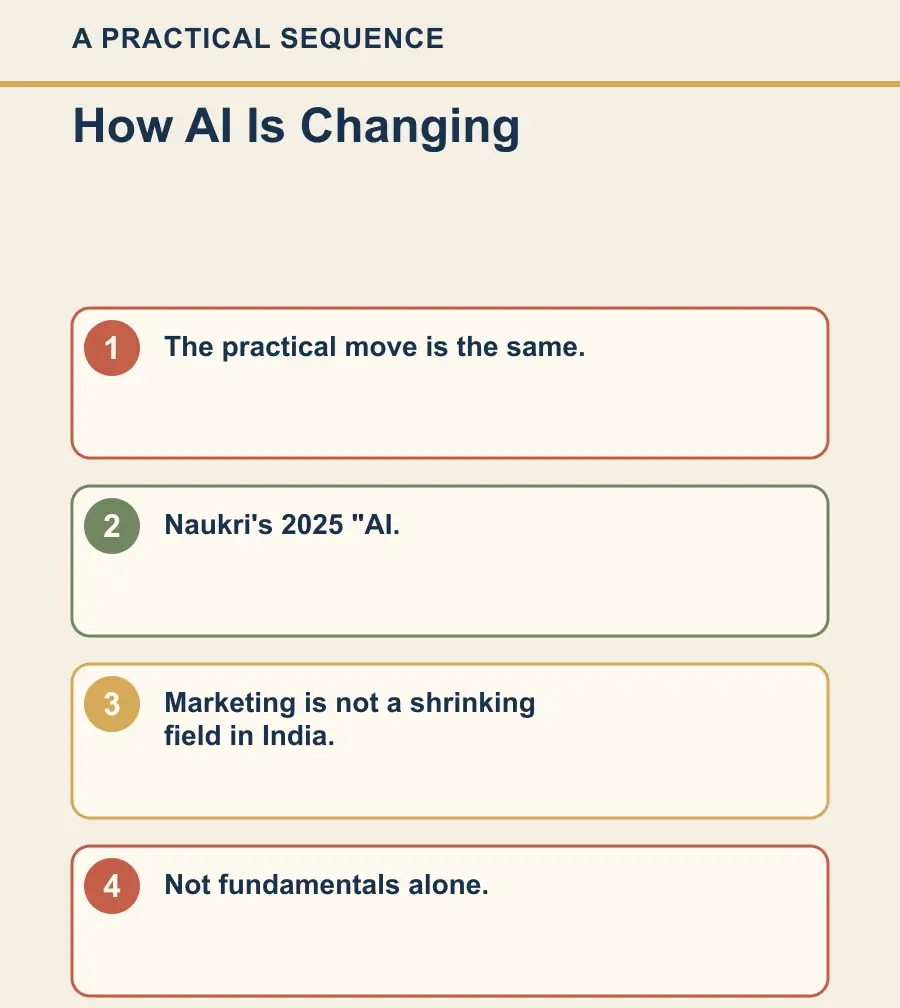 A PRACTICAL SEQUENCE
How AI Is Changing
1
The practical move is the same.
2
Naukri's 2025 "AI.
3
Marketing is not a shrinking
field in India.
4
Not fundamentals alone.